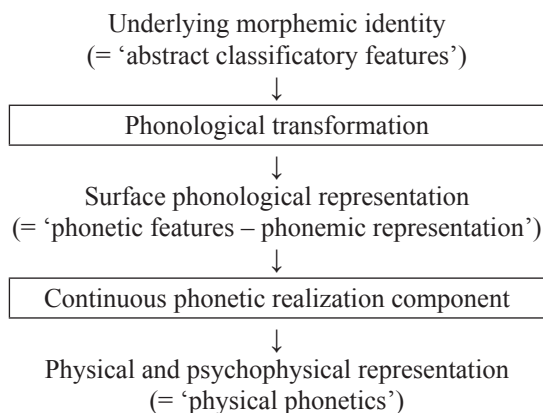 Underlying morphemic identity
(= ‘abstract classificatory features’)
↓
Phonological transformation
↓
Surface phonological representation
(= ‘phonetic features – phonemic representation’)
↓
Continuous phonetic realization component
↓
Physical and psychophysical representation
(= ‘physical phonetics’)